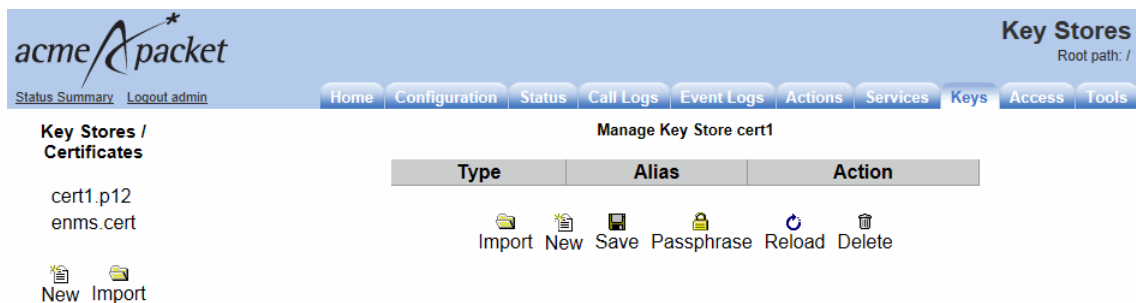 acme packet
Key Stores
Root path: /
Status Summary Logout admin
Home Configuration Status Call Logs Event Logs Actions Services Keys Access Tools
Key Stores /
Certificates
Manage Key Store cert1
Type Alias Action
cert1.p12
enms.cert
Import New Save Passphrase Reload Delete
New Import